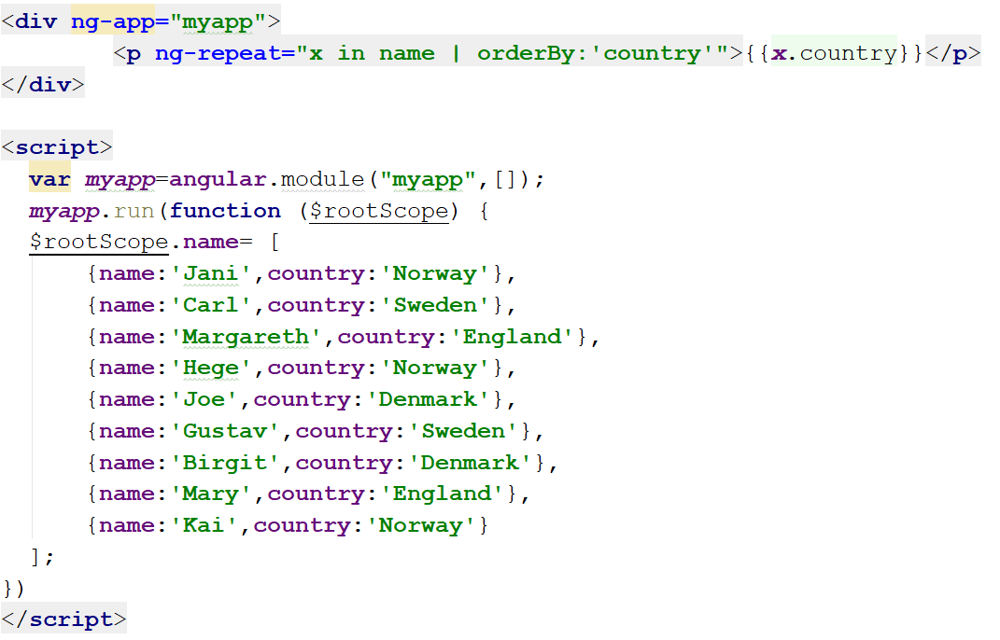 <div ng-app="myapp">
        <p ng-repeat="x in name | orderBy:'country'">{{x.country}}</p>
</div>

<script>
  var myapp=angular.module("myapp",[]);
  myapp.run(function ($rootScope) {
  $rootScope.name= [
      {name:'Jani',country:'Norway'},
      {name:'Carl',country:'Sweden'},
      {name:'Margareth',country:'England'},
      {name:'Hege',country:'Norway'},
      {name:'Joe',country:'Denmark'},
      {name:'Gustav',country:'Sweden'},
      {name:'Birgit',country:'Denmark'},
      {name:'Mary',country:'England'},
      {name:'Kai',country:'Norway'}
  ];
})
</script>